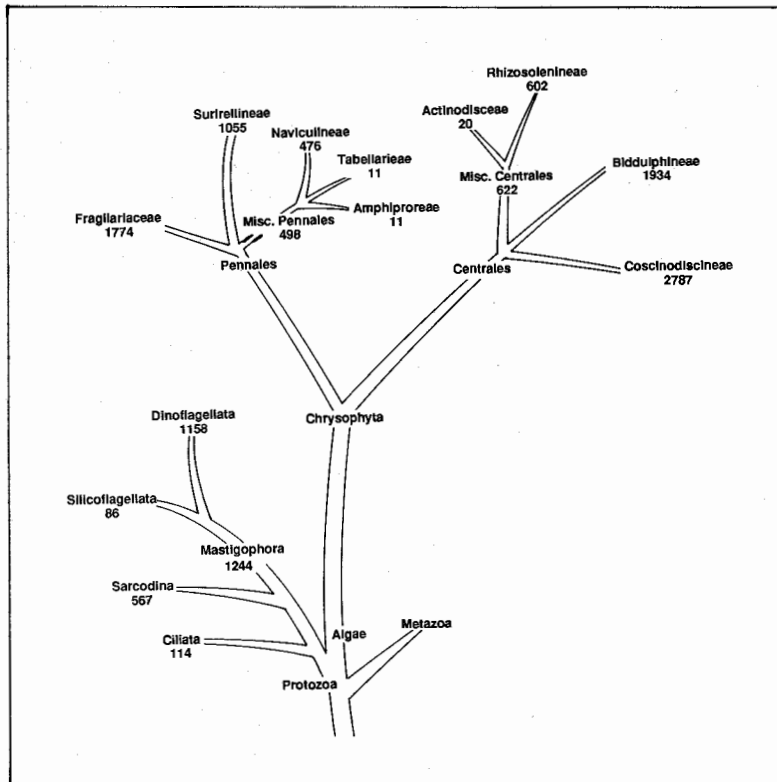 Rhizosolenineae
602
Actinodisceae
20
Surirellineae
1055
Naviculineae
476
Tabellarieae
11
Biddulphineae
1934
Misc. Centrales
622
Fragilariaceae
1774
Misc. Pennales
498
Amphiproreae
11
Pennales
Centrales
Coscinodiscineae
2787
Chrysophyta
Dinoflagellata
1158
Silicoflagellata
86
Mastigophora
1244
Sarcodina
567
Ciliata
114
Algae
Metazoa
Protozoa